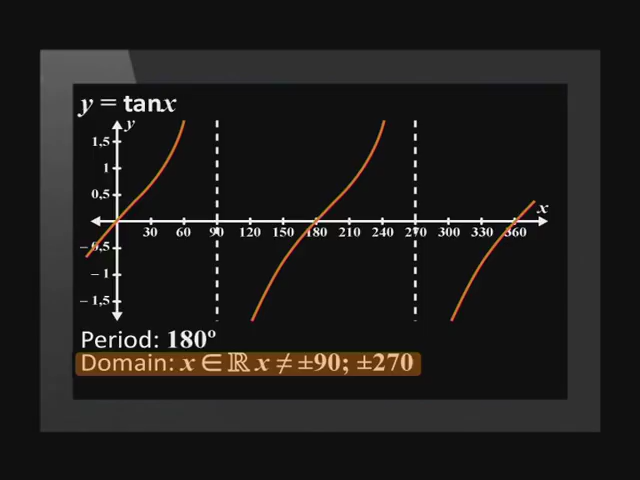 y = tanx
y
1,5
1
0,5
x
30 60 90 120 150 180 210 240 270 300 330 360
– 0,5
– 1
– 1,5
Period: 180º
Domain: x ∈ ℝ x ≠ ±90; ±270